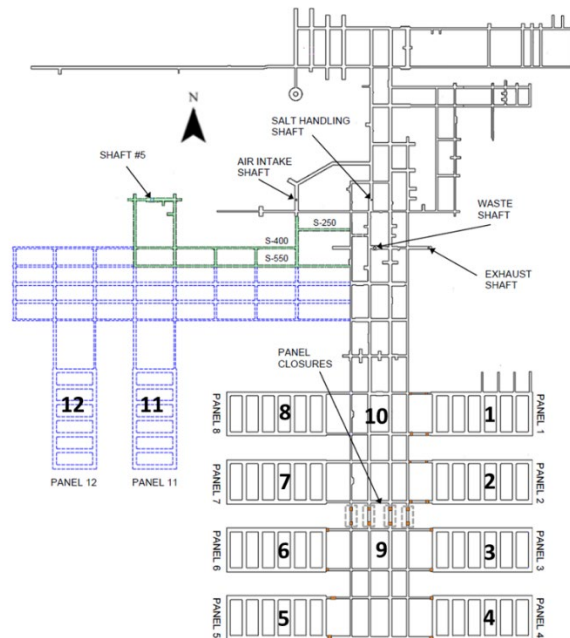 N
SALT HANDLING
SHAFT
SHAFT #5
AIR INTAKE
SHAFT
WASTE
SHAFT
S-250
S-400
S-550
EXHAUST
SHAFT
PANEL
CLOSURES
12
11
PANEL 12
PANEL 11
PANEL 8
8
10
1
PANEL 1
PANEL 7
7
2
PANEL 2
PANEL 6
6
9
3
PANEL 3
PANEL 5
5
4
PANEL 4